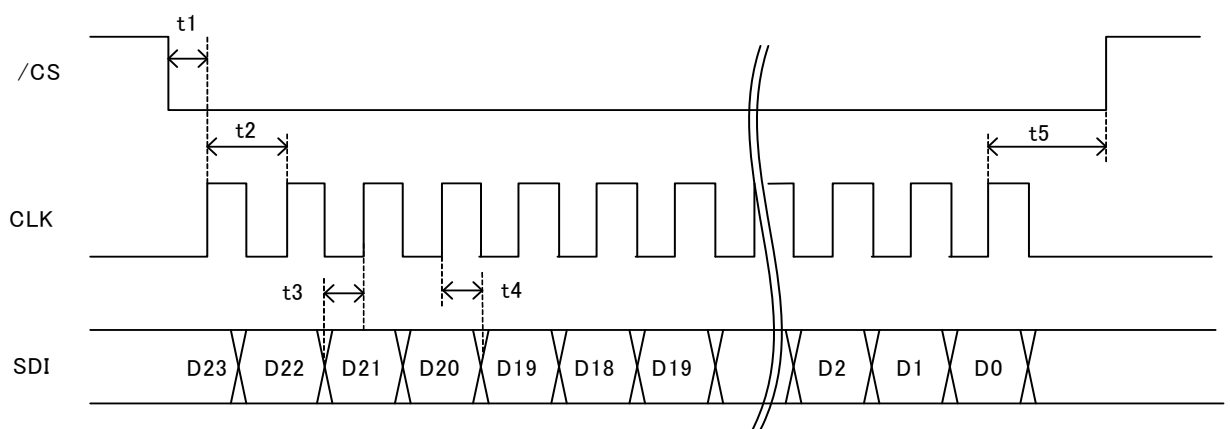 t1
/CS
t2
t5
CLK
t3
t4
SDI
D23 D22 D21 D20 D19 D18 D19 D2 D1 D0